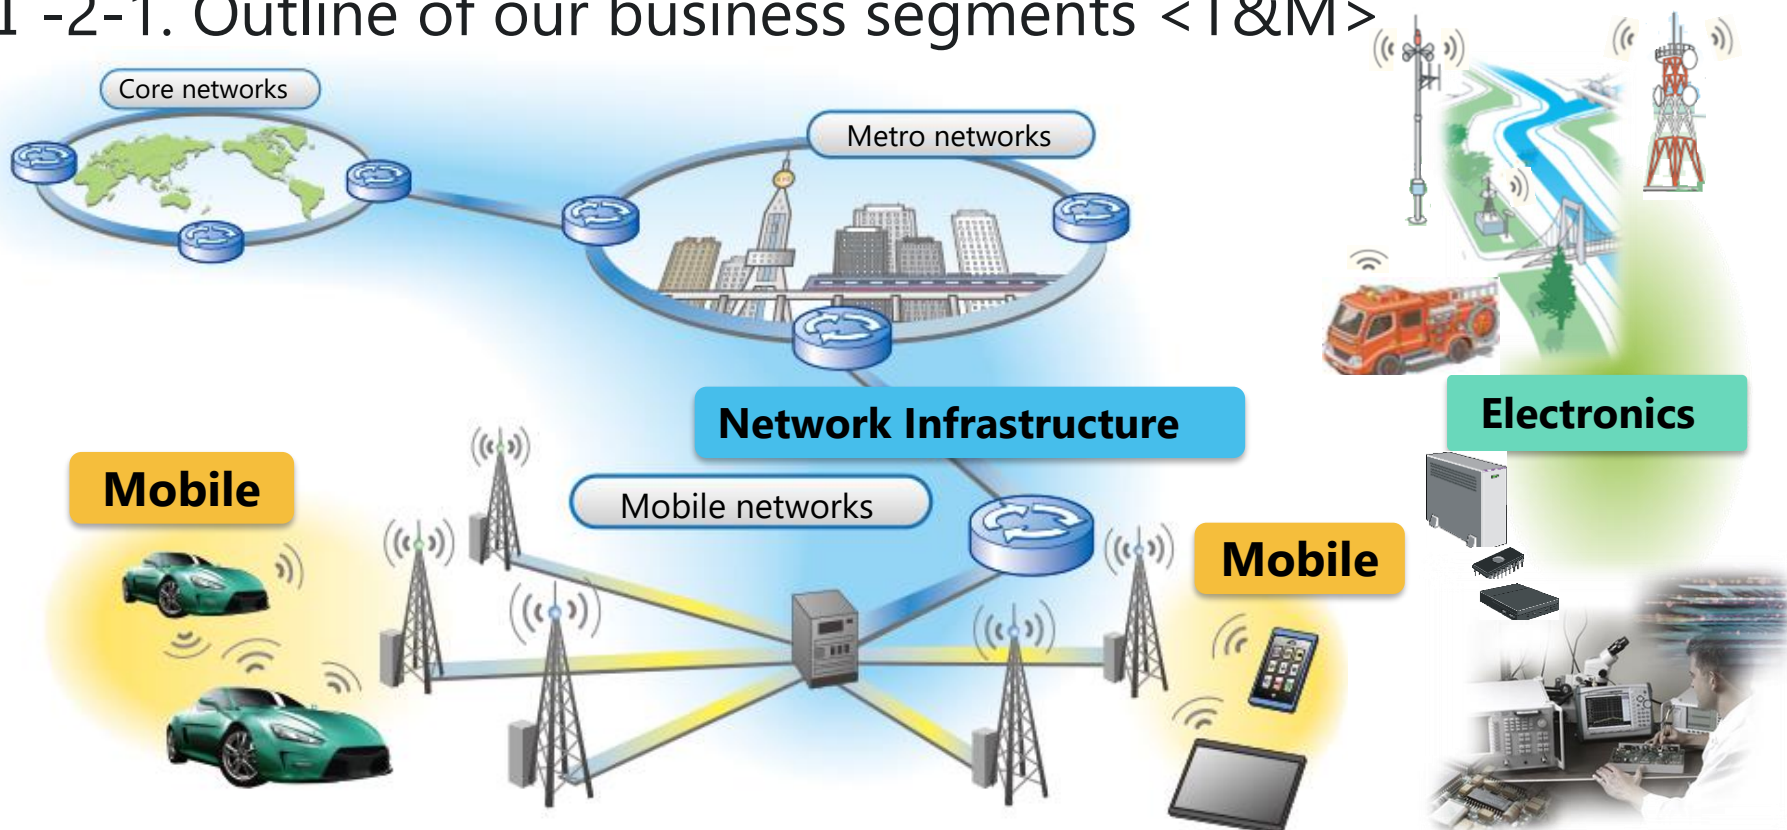 I -2-1. Outline of our business segments <T&M>
Core networks
Metro networks
Network Infrastructure
Electronics
Mobile
Mobile networks
Mobile